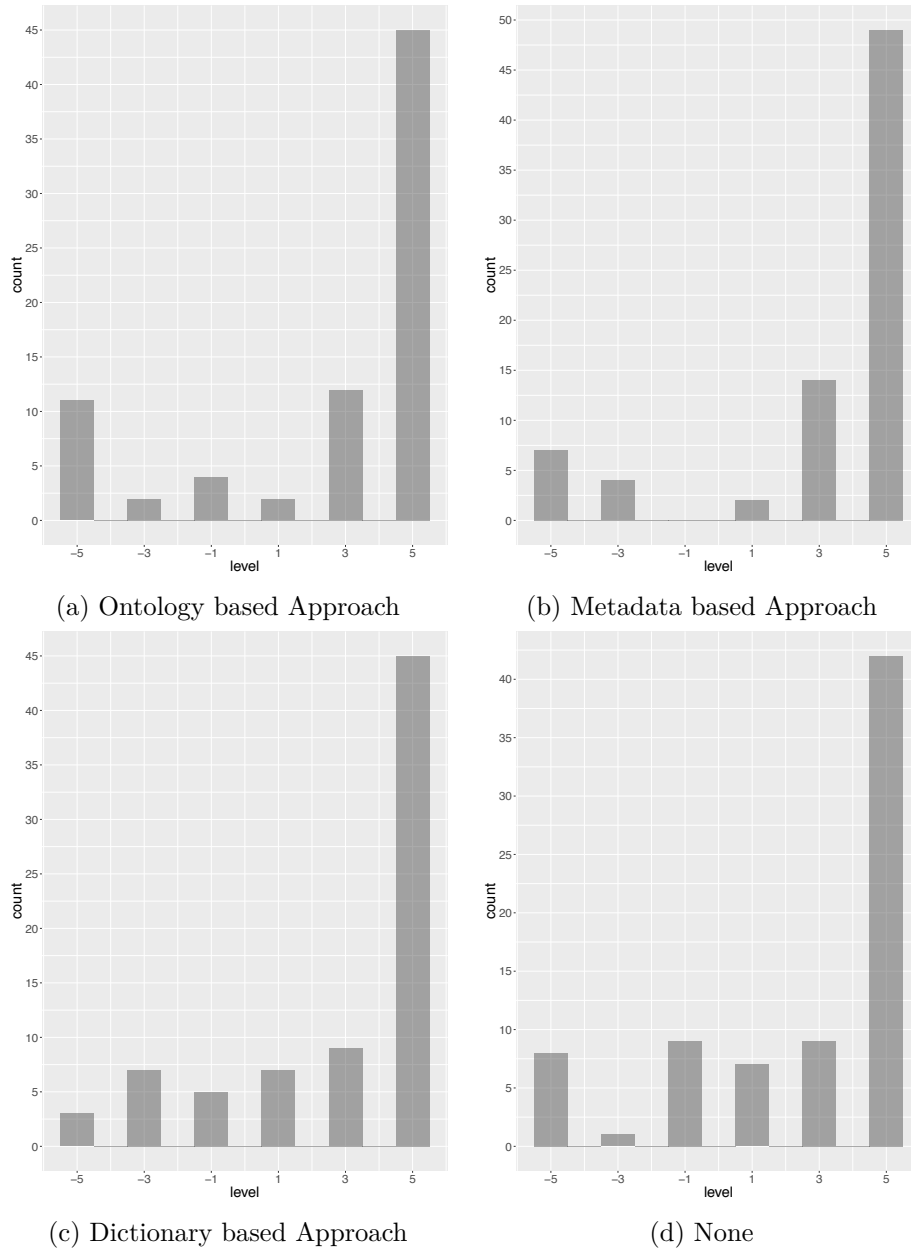 45
40
35
30
25
20
15
10
5
0
count
−5 −3 −1 1 3 5
level
(a) Ontology based Approach
50
45
40
35
30
25
20
15
10
5
0
count
−5 −3 −1 1 3 5
level
(b) Metadata based Approach
45
40
35
30
25
20
15
10
5
0
count
−5 −3 −1 1 3 5
level
(c) Dictionary based Approach
40
35
30
25
20
15
10
5
0
count
−5 −3 −1 1 3 5
level
(d) None